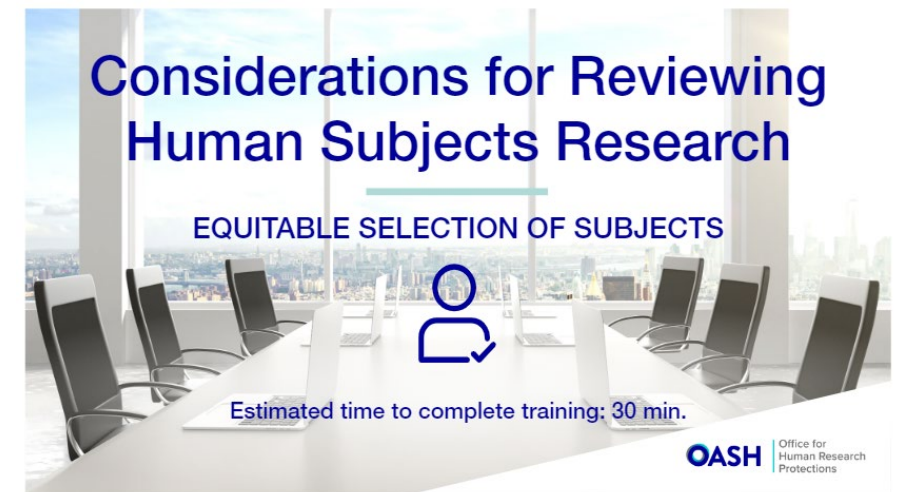 Considerations for Reviewing
Human Subjects Research
EQUITABLE SELECTION OF SUBJECTS
Estimated time to complete training: 30 min.
OASH
Office for
Human Research
Protections